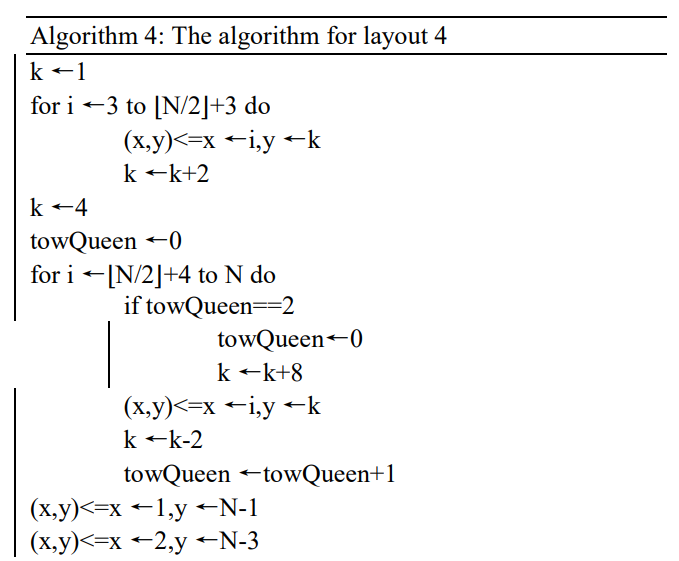 Algorithm 4: The algorithm for layout 4
k ←1
for i ←3 to ⌊N/2⌋+3 do
(x,y)<=x ←i,y ←k
k ←k+2
k ←4
towQueen ←0
for i ←⌊N/2⌋+4 to N do
if towQueen==2
towQueen←0
k ←k+8
(x,y)<=x ←i,y ←k
k ←k-2
towQueen ←towQueen+1
(x,y)<=x ←1,y ←N-1
(x,y)<=x ←2,y ←N-3